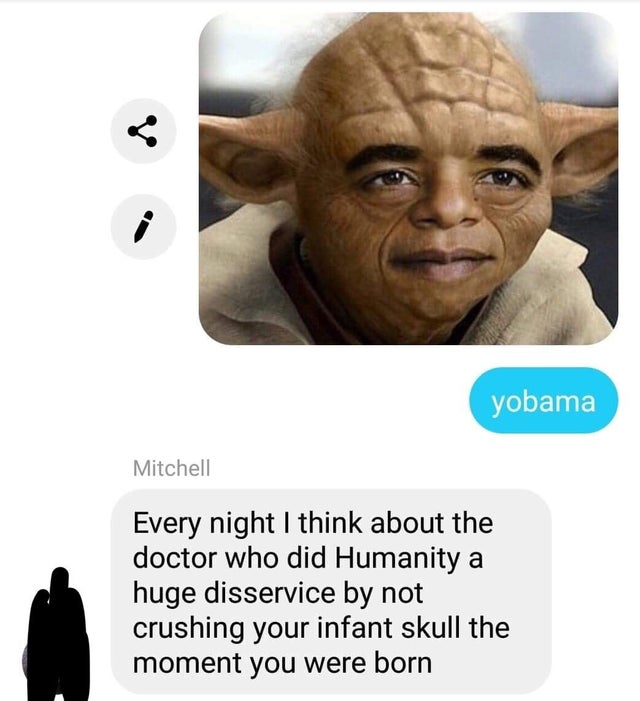 yobama
Mitchell
Every night I think about the
doctor who did Humanity a
huge disservice by not
crushing your infant skull the
moment you were born